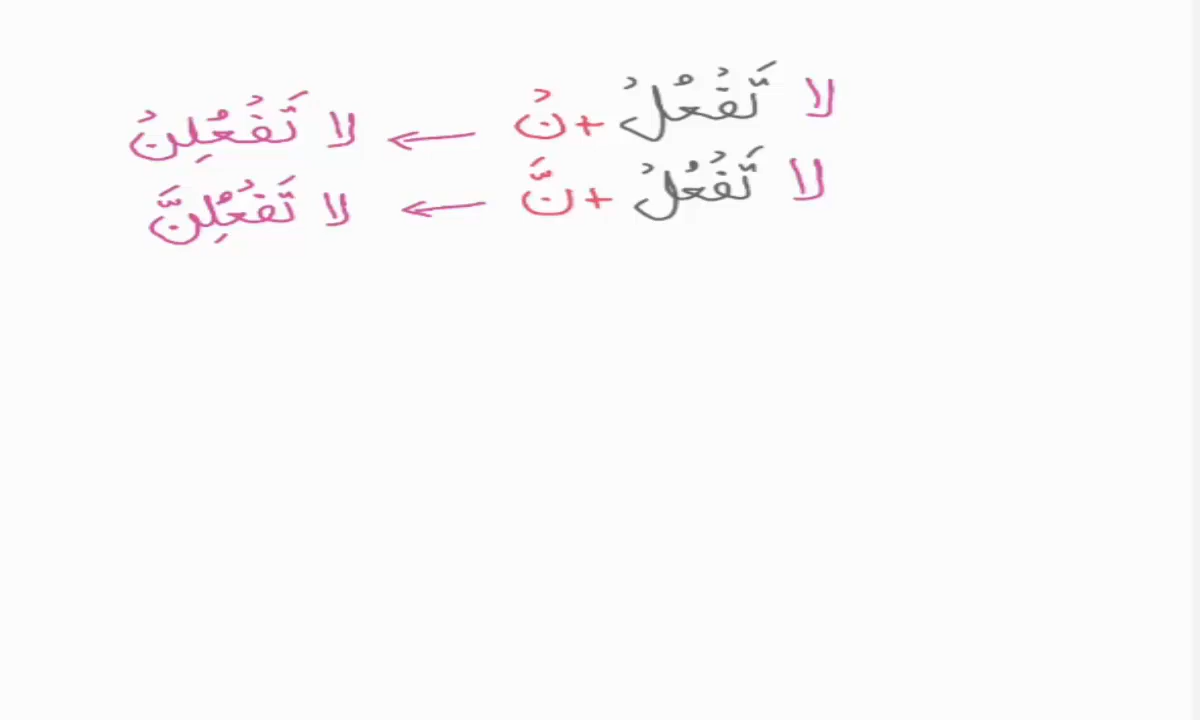 لا تَفْعُلْ + نْ ← لا تَفْعُلِنْ
لا تَفْعُلْ + نَّ ← لا تَفْعُلِنَّ